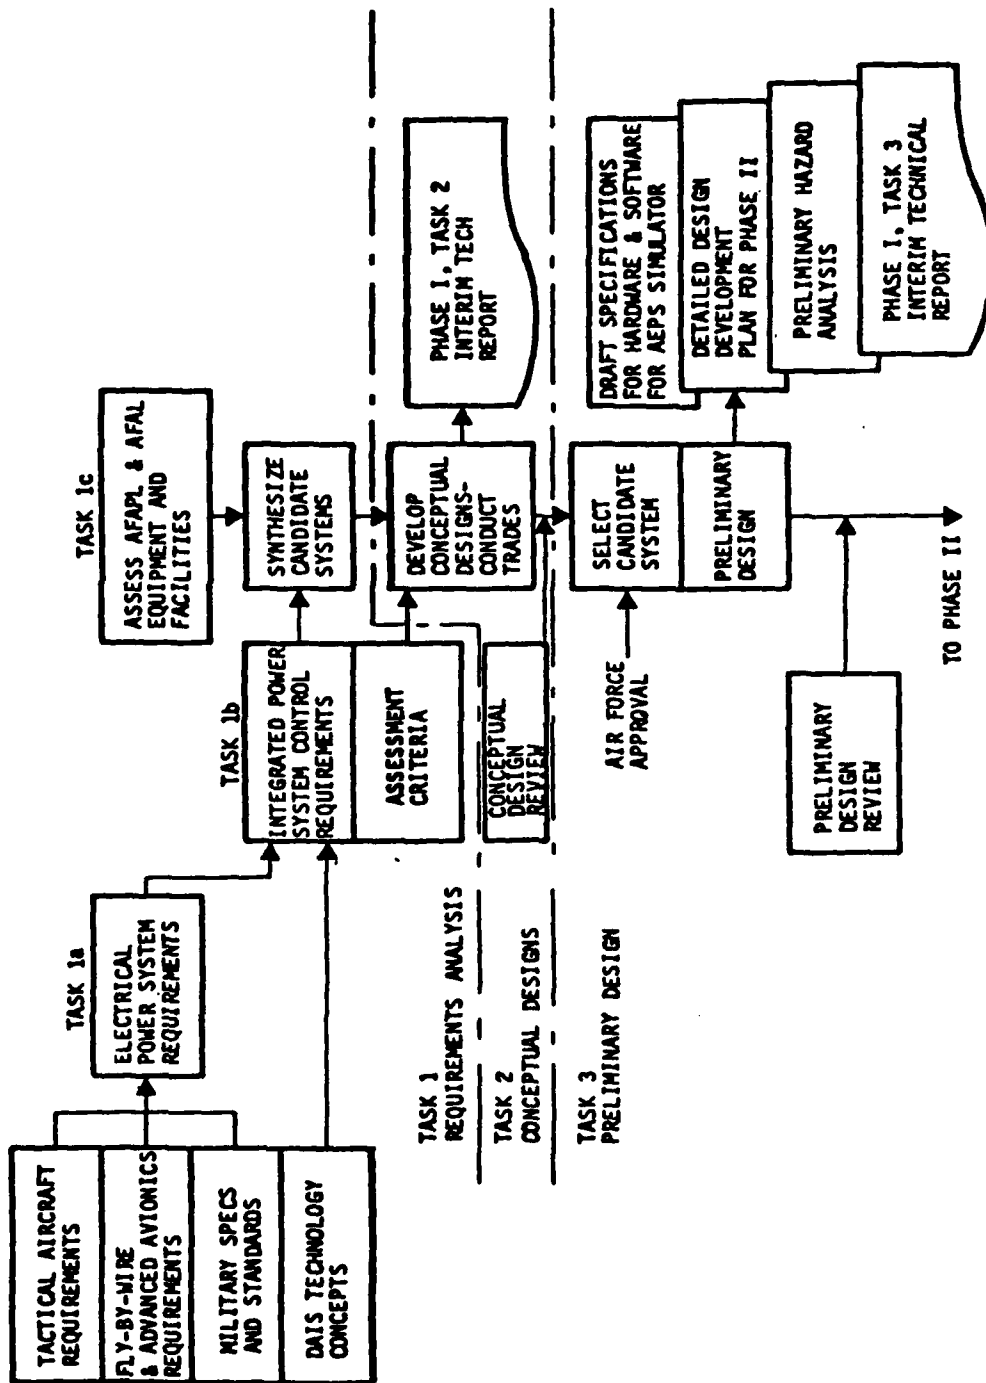 TACTICAL AIRCRAFT
REQUIREMENTS
FLY-BY-WIRE
& ADVANCED AVIONICS
REQUIREMENTS
MILITARY SPECS
AND STANDARDS
DAIS TECHNOLOGY
CONCEPTS
TASK 1a
ELECTRICAL
POWER SYSTEM
REQUIREMENTS
TASK 1b
INTEGRATED POWER
SYSTEM CONTROL
REQUIREMENTS
ASSESSMENT
CRITERIA
TASK 1c
ASSESS AFAPL & AFAL
EQUIPMENT AND
FACILITIES
SYNTHESIZE
CANDIDATE
SYSTEMS
TASK 1
REQUIREMENTS ANALYSIS
TASK 2
CONCEPTUAL DESIGNS
CONCEPTUAL
DESIGN
REVIEW
DEVELOP
CONCEPTUAL
DESIGNS-
CONDUCT
TRADES
PHASE I, TASK 2
INTERIM TECH
REPORT
TASK 3
PRELIMINARY DESIGN
AIR FORCE
APPROVAL
SELECT
CANDIDATE
SYSTEM
PRELIMINARY
DESIGN
DRAFT SPECIFICATIONS
FOR HARDWARE & SOFTWARE
FOR AEPS SIMULATOR
DETAILED DESIGN
DEVELOPMENT
PLAN FOR PHASE II
PRELIMINARY HAZARD
ANALYSIS
PHASE I, TASK 3
INTERIM TECHNICAL
REPORT
PRELIMINARY
DESIGN
REVIEW
TO PHASE II